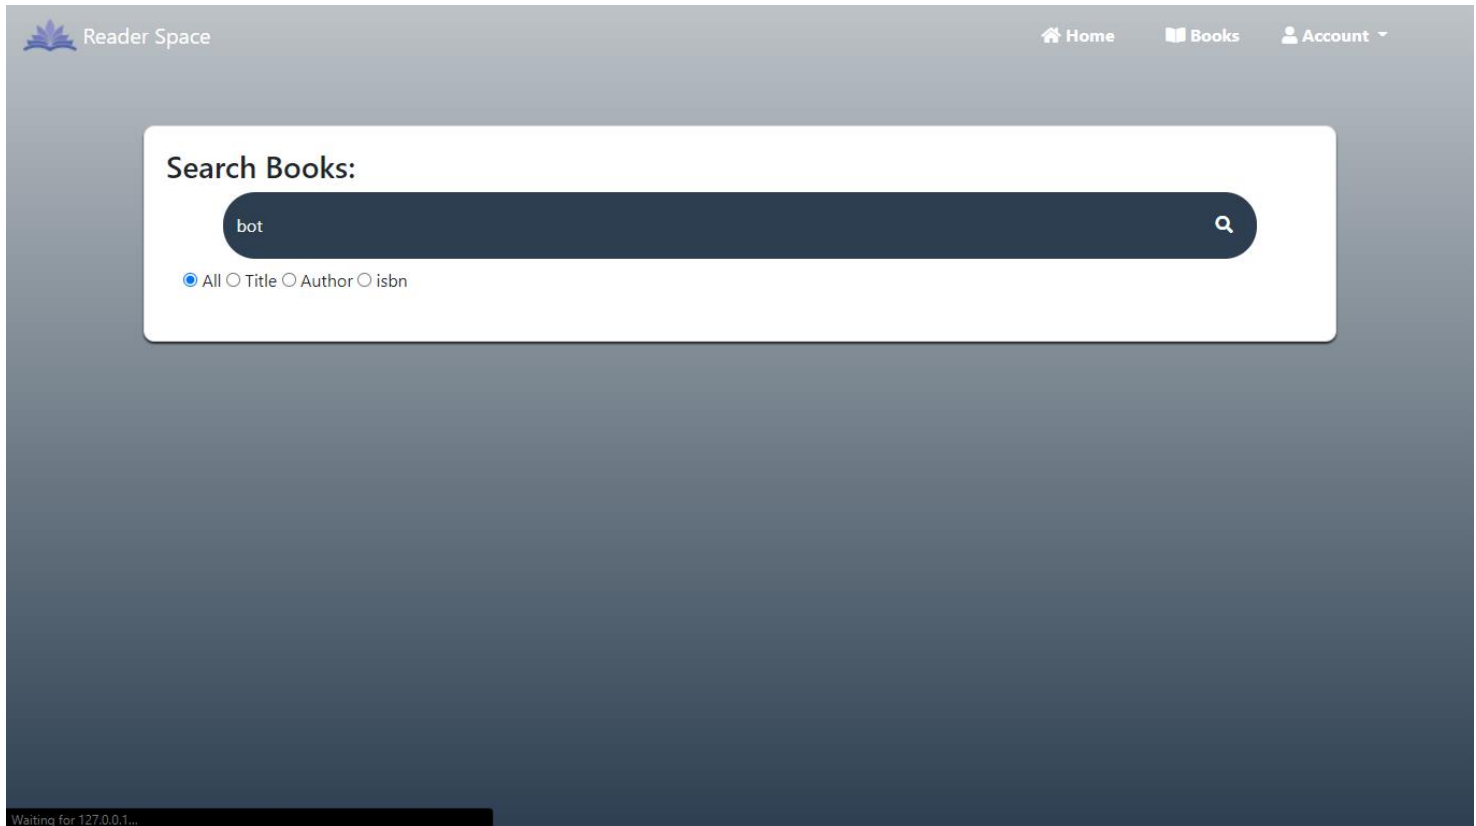 Reader Space Home Books Account
Search Books:
bot
All Title Author isbn
Waiting for 127.0.0.1...